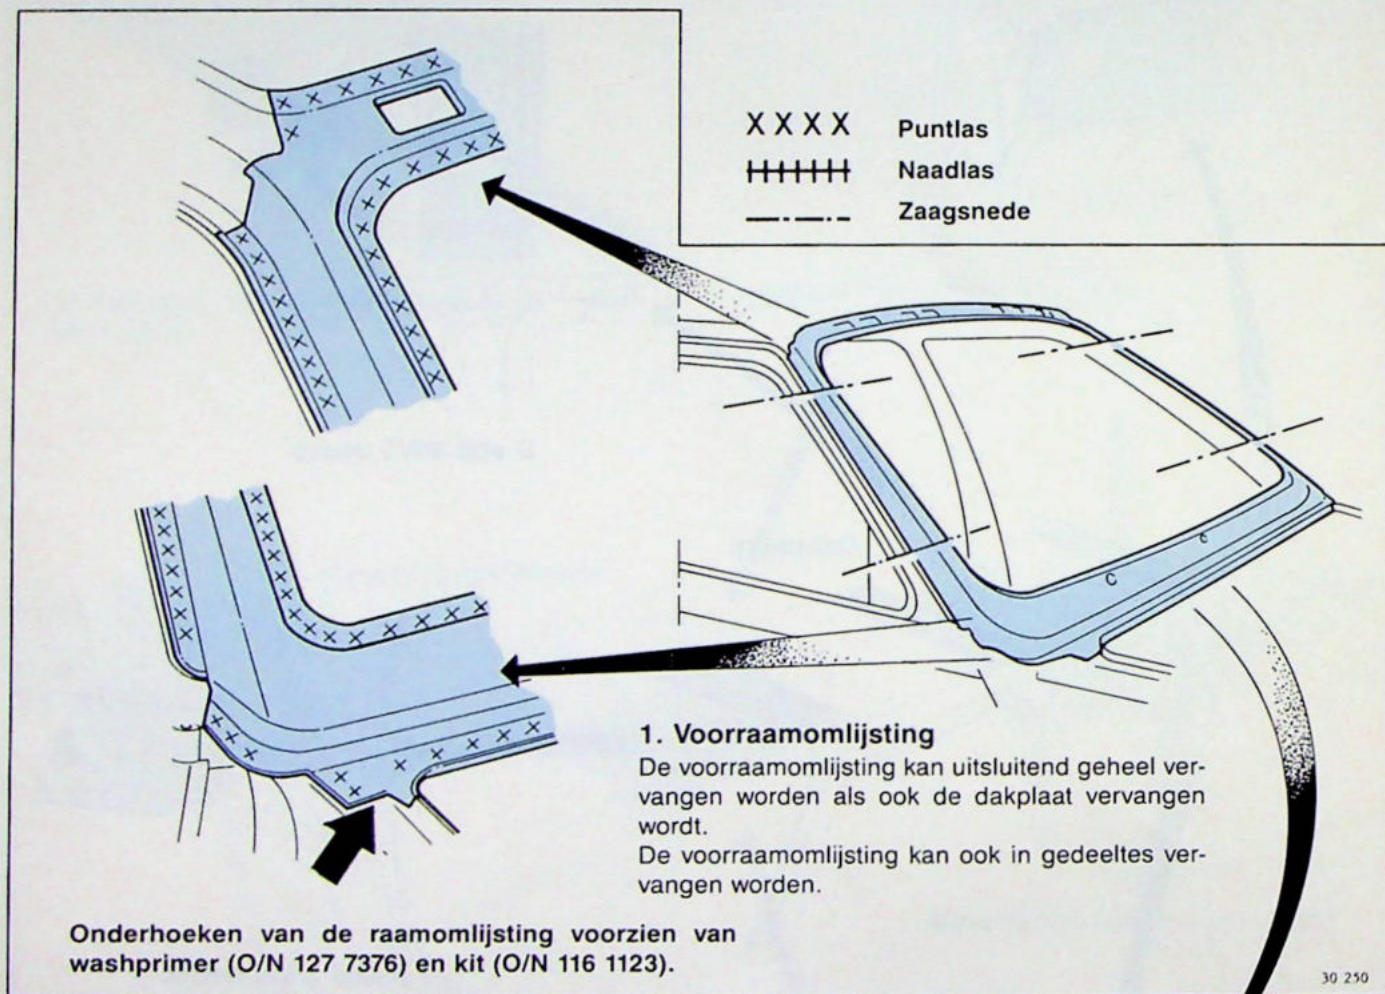 X X X X Puntlas
Naadlas
Zaagsnede
1. Voorraamomlijsting
De voorraamomlijsting kan uitsluitend geheel ver-
vangen worden als ook de dakplaat vervangen
wordt.
De voorraamomlijsting kan ook in gedeeltes ver-
vangen worden.
Onderhoeken van de raamomlijsting voorzien van
washprimer (O/N 127 7376) en kit (O/N 116 1123).
30 250